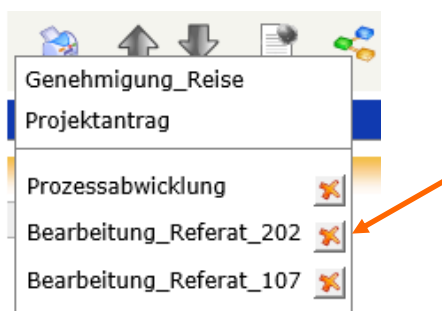 Genehmigung_Reise
Projektantrag
Prozessabwicklung
Bearbeitung_Referat_202
Bearbeitung_Referat_107